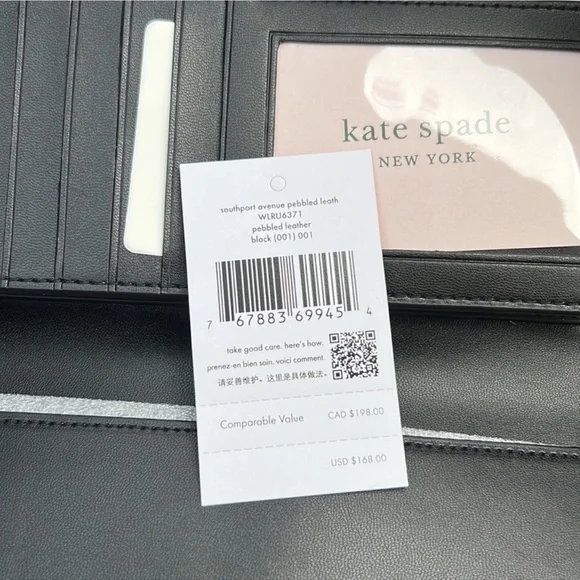 kate spade
NEW YORK
southport avenue pebbled leath
WLRU6371
pebbled leather
black (001) 001
7 67883 69945 4
take good care. here's how.
prenez-en bien soin. voici comment.
请妥善维护。这里是具体做法。
Comparable Value CAD $198.00
USD $168.00